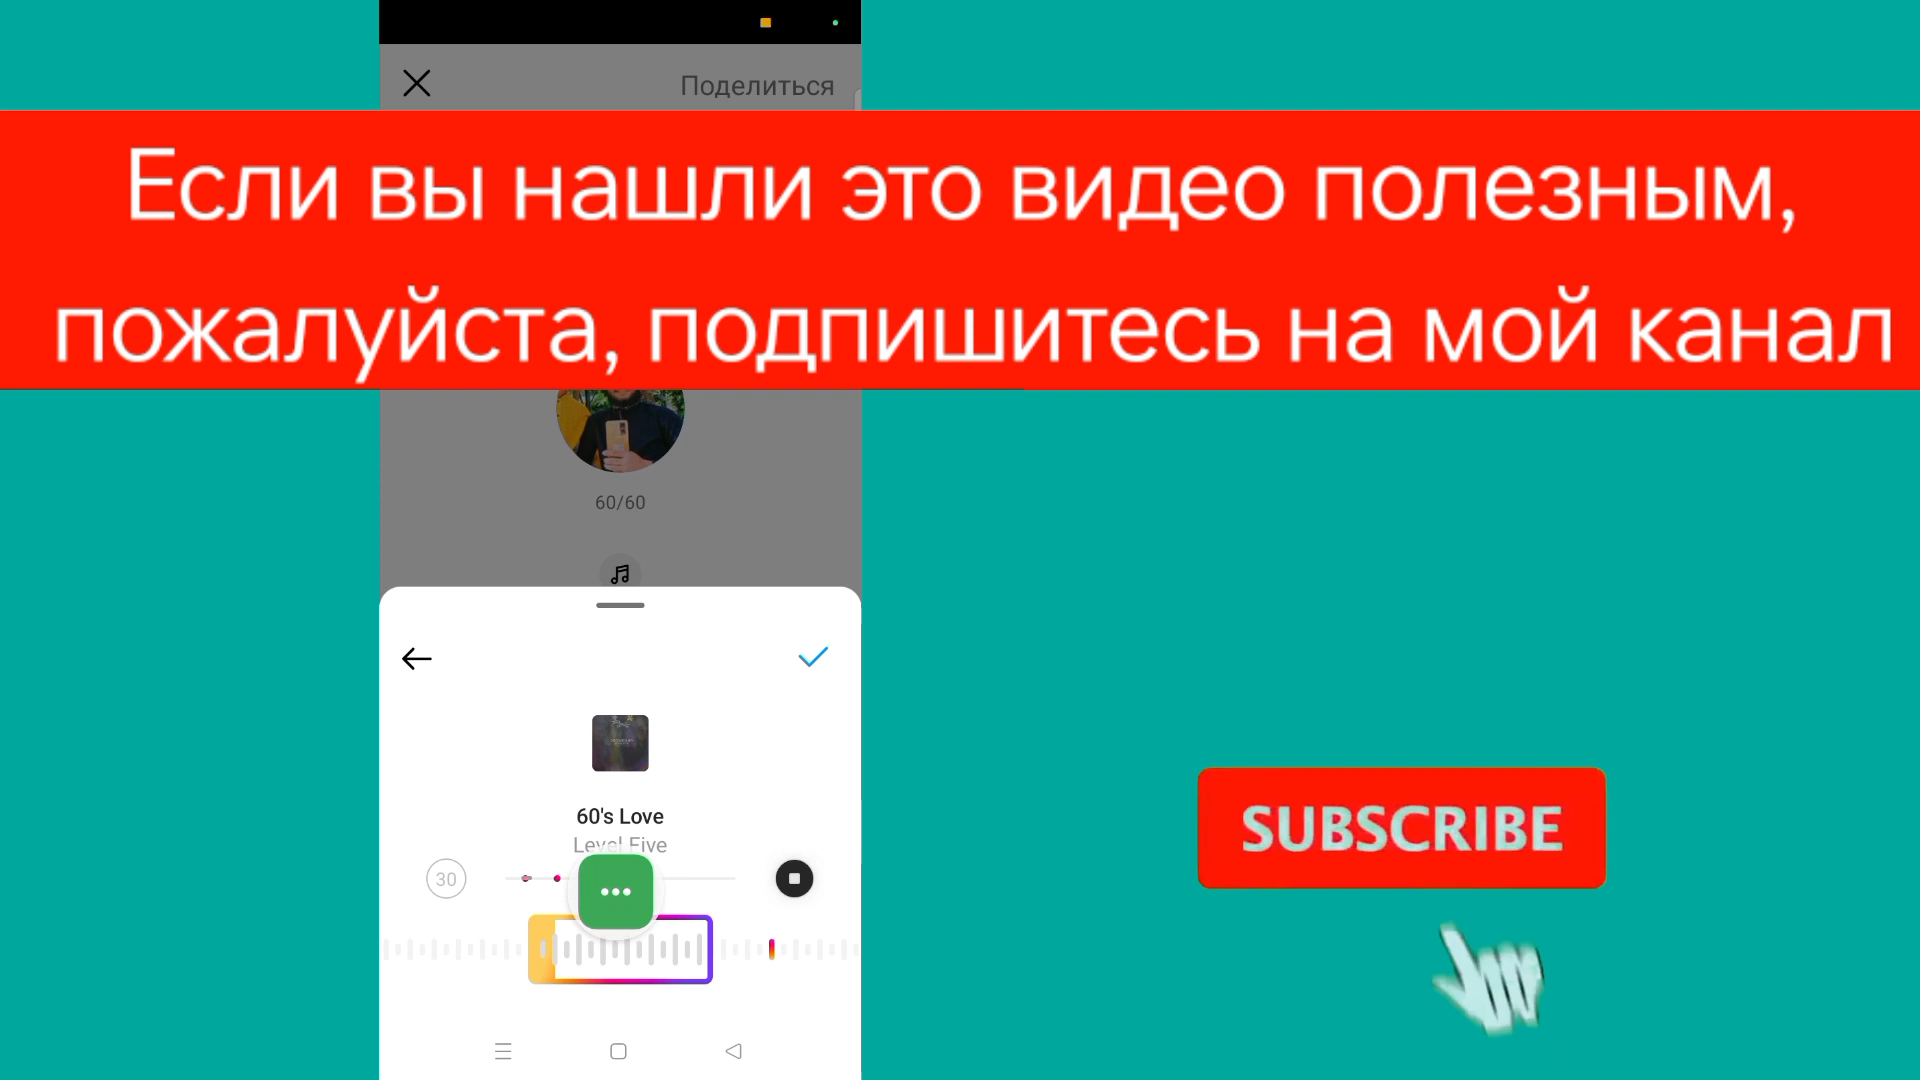 Поделиться
Если вы нашли это видео полезным,
пожалуйста, подпишитесь на мой канал
60/60
60's Love
Level Five
30
SUBSCRIBE